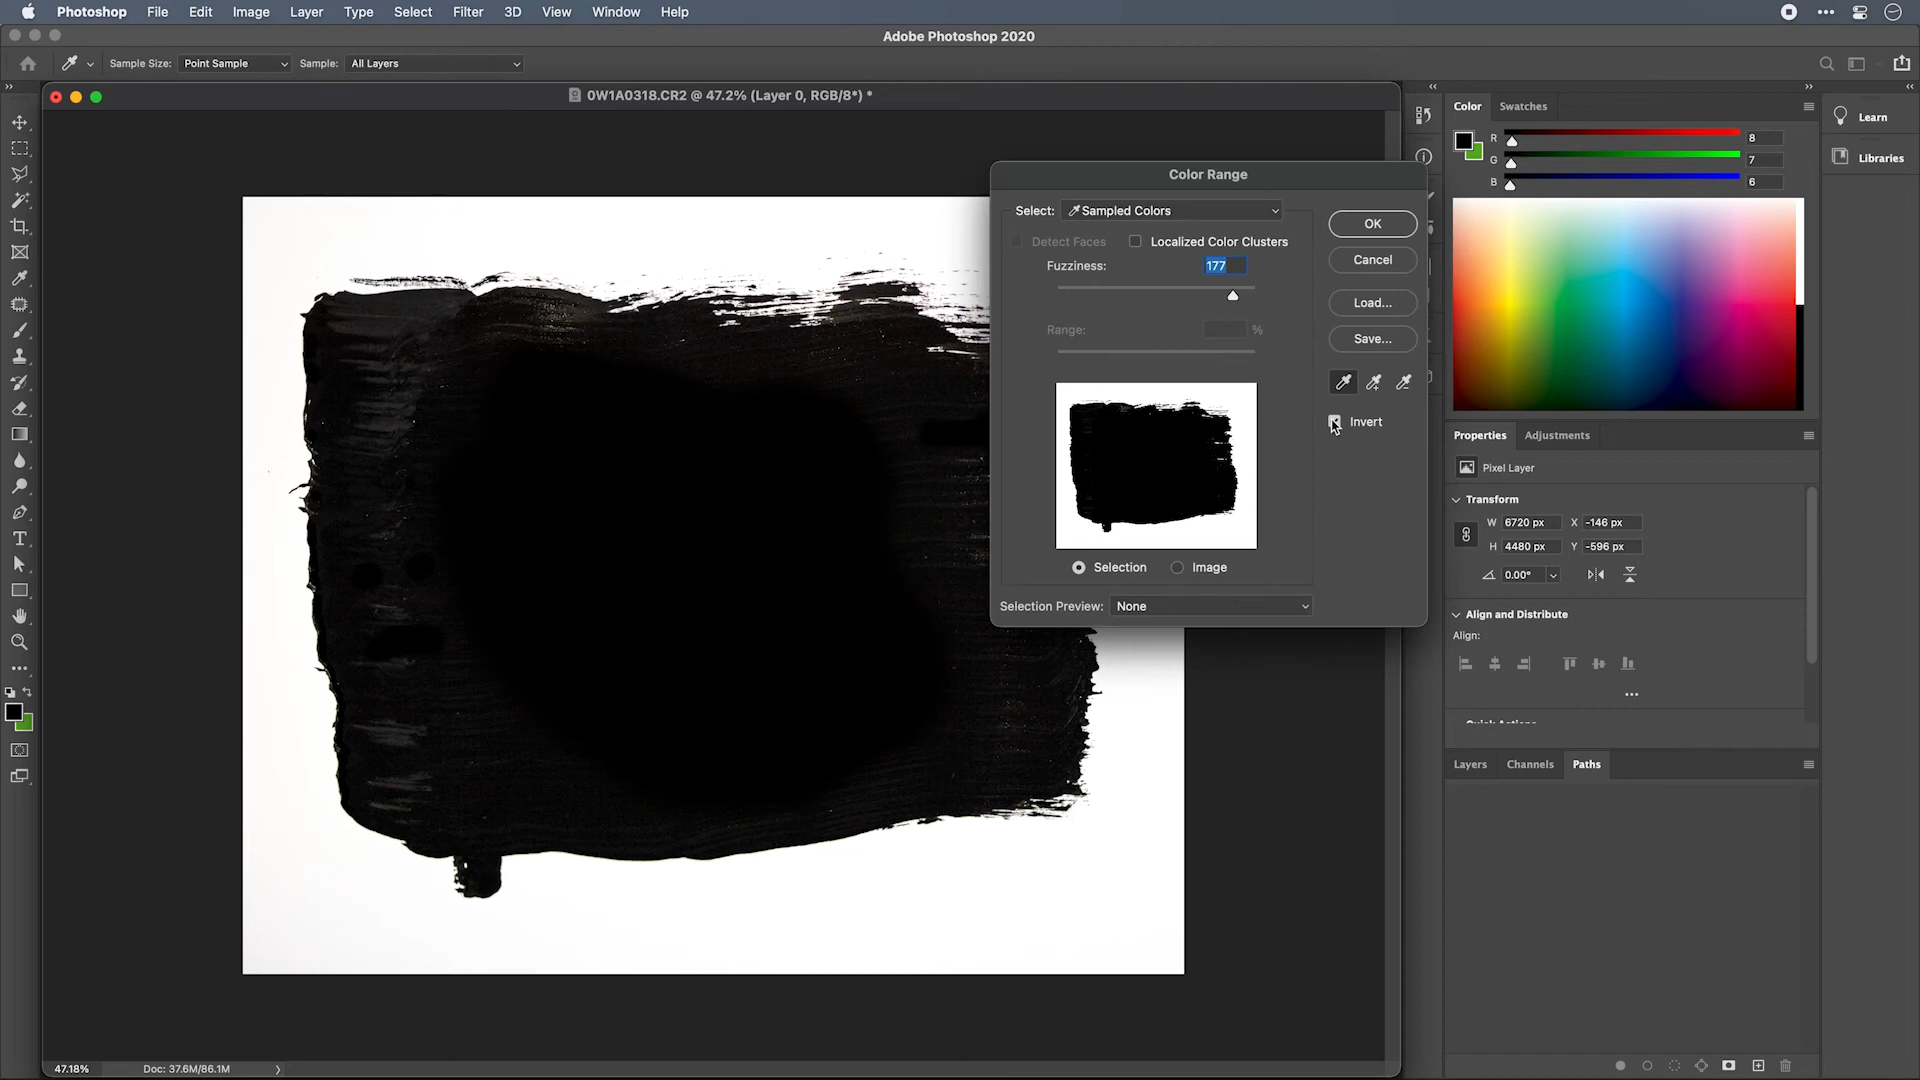 Photoshop File Edit Image Layer Type Select Filter 3D View Window Help
Adobe Photoshop 2020
Sample Size: Point Sample Sample: All Layers
0W1A0318.CR2 @ 47.2% (Layer 0, RGB/8*) *
Color Swatches
R 8
G 7
B 6
Learn
Libraries
Color Range
Select: Sampled Colors
OK
Detect Faces Localized Color Clusters
Cancel
Fuzziness: 177
Load...
Range: %
Save...
Invert
Selection Image
Selection Preview: None
Properties Adjustments
Pixel Layer
Transform
W 6720 px X -146 px
H 4480 px Y -596 px
0.00°
Align and Distribute
Align:
Layers Channels Paths
47.18% Doc: 37.6M/86.1M